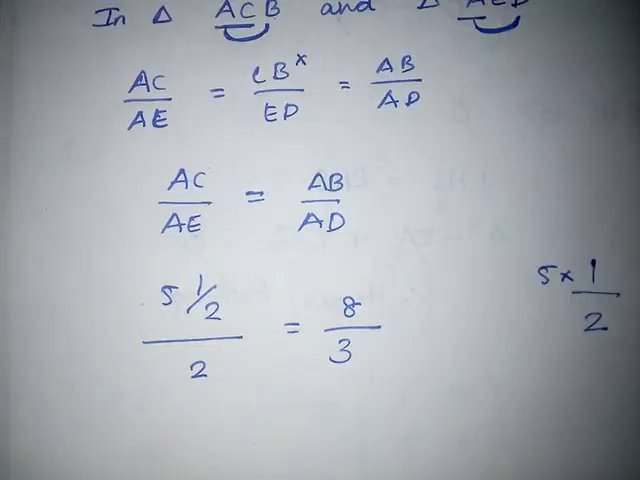 In Δ ACB and Δ AED
AC/AE = CB^x/ED = AB/AD
AC/AE = AB/AD
5 1/2 / 2 = 8/3
5 × 1/2